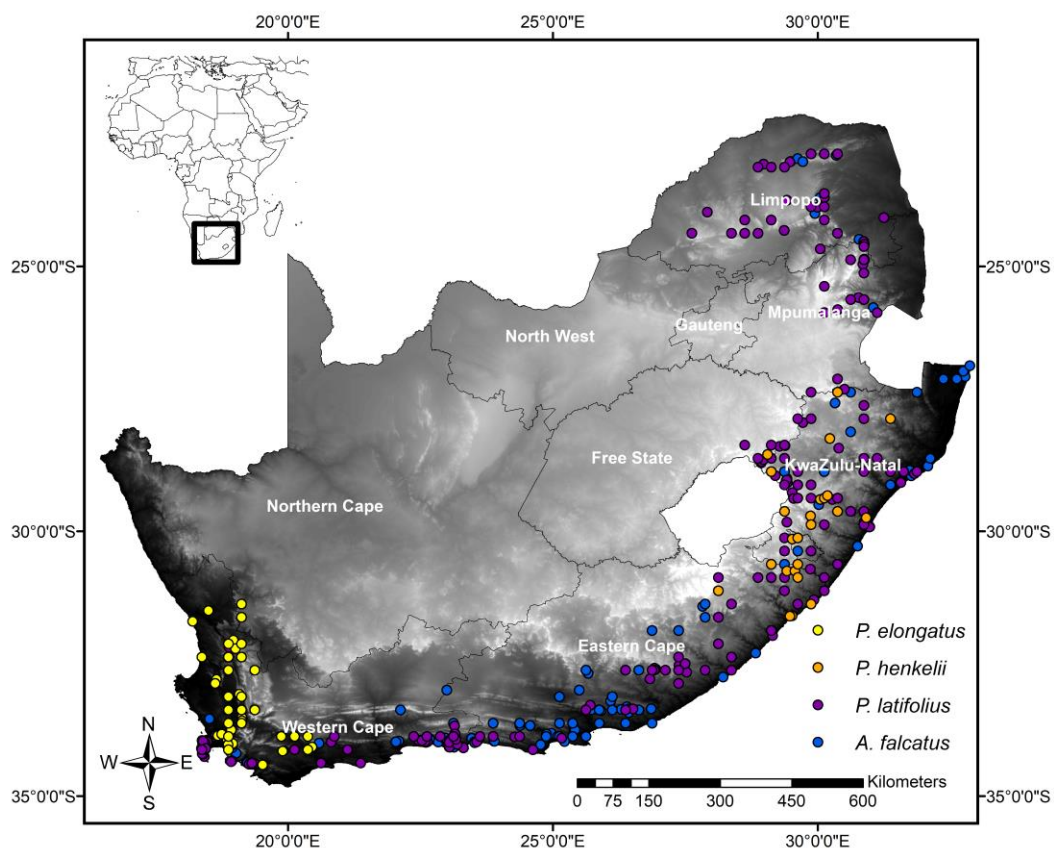 20°0'0"E 25°0'0"E 30°0'0"E
Limpopo
25°0'0"S 25°0'0"S
Mpumalanga
Gauteng
North West
Free State
KwaZulu-Natal
Northern Cape
30°0'0"S 30°0'0"S
P. elongatus
Eastern Cape
P. henkelii
P. latifolius
Western Cape
A. falcatus
N
W E
S
Kilometers
0 75 150 300 450 600
35°0'0"S 35°0'0"S
20°0'0"E 25°0'0"E 30°0'0"E